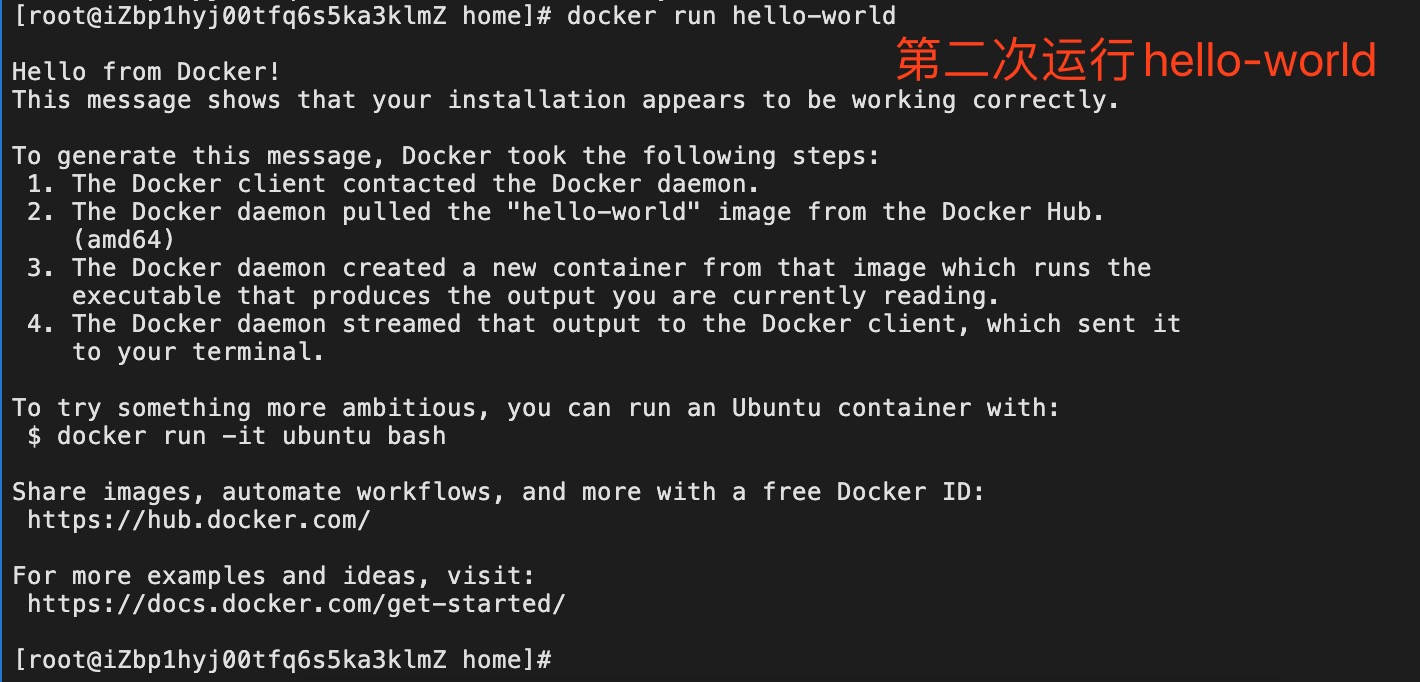 [root@iZbp1hyj00tfq6s5ka3klmZ home]# docker run hello-world
第二次运行hello-world
Hello from Docker!
This message shows that your installation appears to be working correctly.
To generate this message, Docker took the following steps:
1. The Docker client contacted the Docker daemon.
2. The Docker daemon pulled the "hello-world" image from the Docker Hub.
(amd64)
3. The Docker daemon created a new container from that image which runs the
executable that produces the output you are currently reading.
4. The Docker daemon streamed that output to the Docker client, which sent it
to your terminal.
To try something more ambitious, you can run an Ubuntu container with:
$ docker run -it ubuntu bash
Share images, automate workflows, and more with a free Docker ID:
https://hub.docker.com/
For more examples and ideas, visit:
https://docs.docker.com/get-started/
[root@iZbp1hyj00tfq6s5ka3klmZ home]#